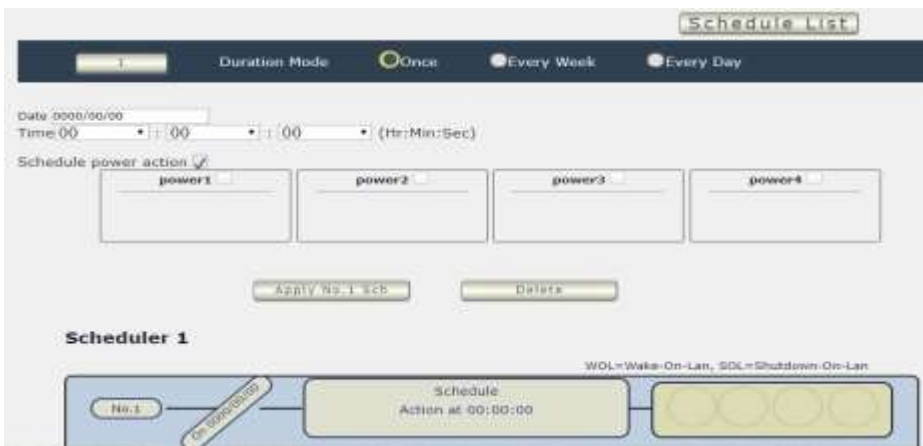 Schedule List
1 Duration Mode Once Every Week Every Day
Date 0000/00/00
Time 00 : 00 : 00 (Hr:Min:Sec)
Schedule power action
power1 power2 power3 power4
Apply No.1 Sch Delete
Scheduler 1
WOL=Wake-On-Lan, SOL=Shutdown-On-Lan
No.1 On 0000/00/00 Schedule
Action at 00:00:00